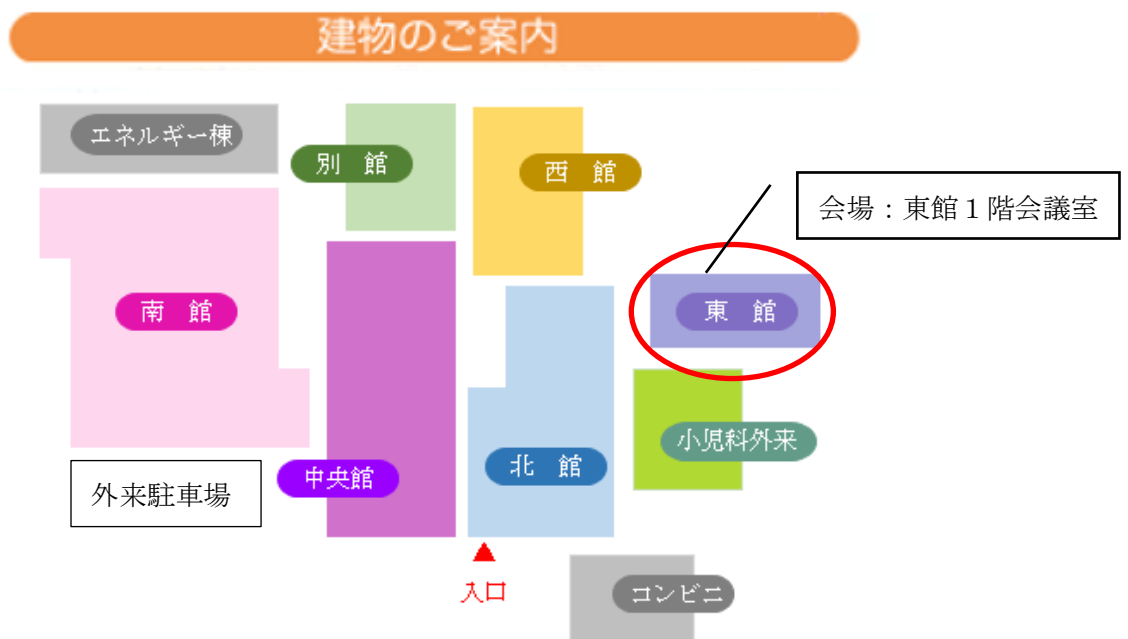 建物のご案内
エネルギー棟
別 館
西 館
会場：東館１階会議室
南 館
東 館
小児科外来
北 館
中央館
外来駐車場
入口
コンビニ